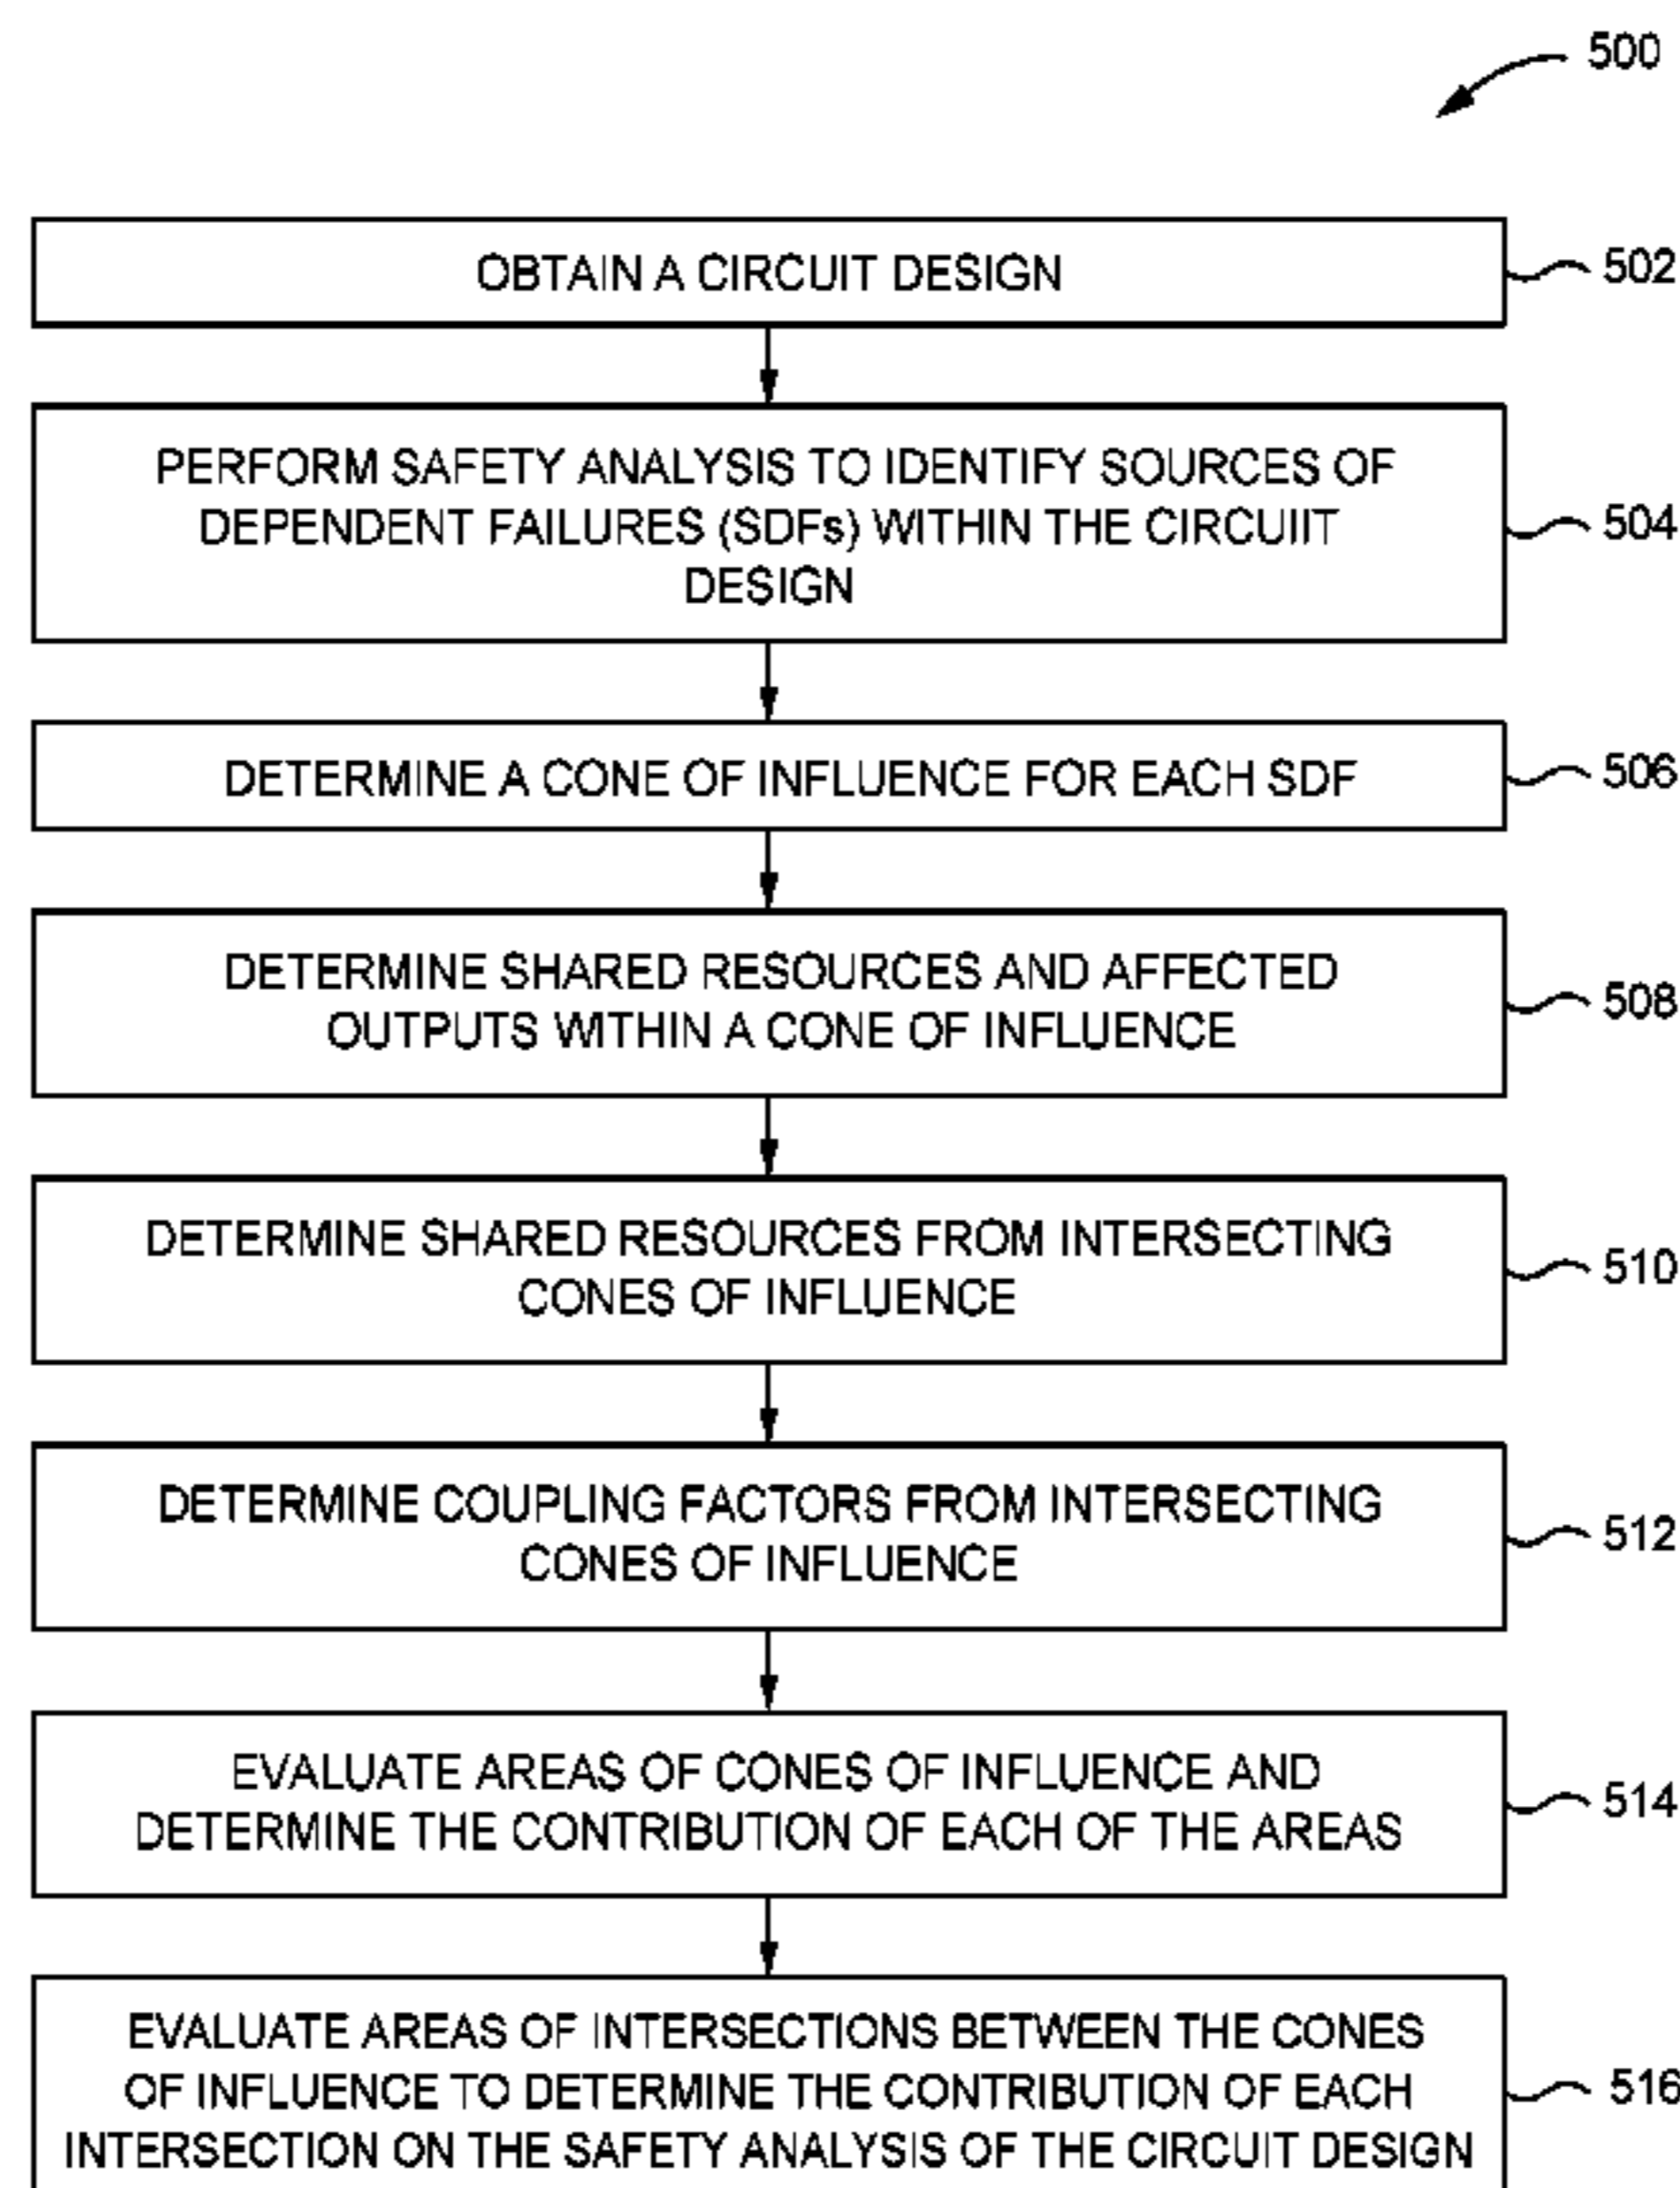 500
OBTAIN A CIRCUIT DESIGN
502
PERFORM SAFETY ANALYSIS TO IDENTIFY SOURCES OF
DEPENDENT FAILURES (SDFs) WITHIN THE CIRCUIIT
DESIGN
504
DETERMINE A CONE OF INFLUENCE FOR EACH SDF
506
DETERMINE SHARED RESOURCES AND AFFECTED
OUTPUTS WITHIN A CONE OF INFLUENCE
508
DETERMINE SHARED RESOURCES FROM INTERSECTING
CONES OF INFLUENCE
510
DETERMINE COUPLING FACTORS FROM INTERSECTING
CONES OF INFLUENCE
512
EVALUATE AREAS OF CONES OF INFLUENCE AND
DETERMINE THE CONTRIBUTION OF EACH OF THE AREAS
514
EVALUATE AREAS OF INTERSECTIONS BETWEEN THE CONES
OF INFLUENCE TO DETERMINE THE CONTRIBUTION OF EACH
INTERSECTION ON THE SAFETY ANALYSIS OF THE CIRCUIT DESIGN
516